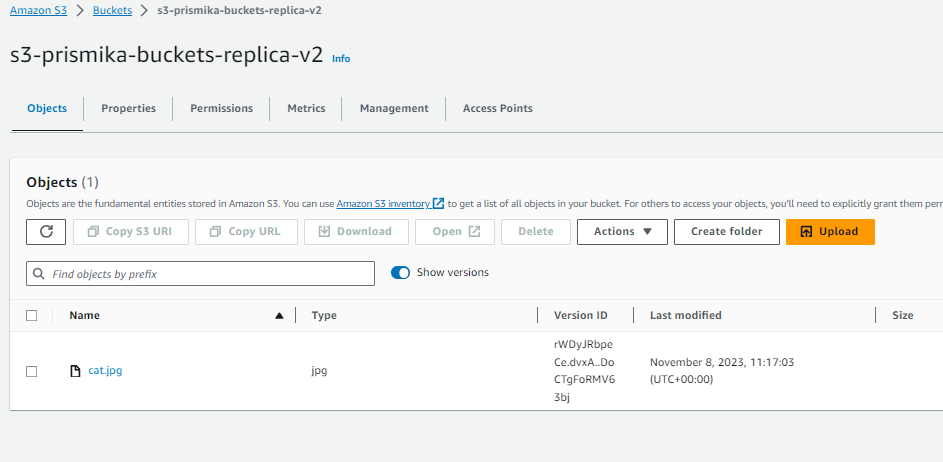 Amazon S3 > Buckets > s3-prismika-buckets-replica-v2
s3-prismika-buckets-replica-v2 Info
Objects Properties Permissions Metrics Management Access Points
Objects (1)
Objects are the fundamental entities stored in Amazon S3. You can use Amazon S3 inventory to get a list of all objects in your bucket. For others to access your objects, you'll need to explicitly grant them perm
Copy S3 URI Copy URL Download Open Delete Actions Create folder Upload
Find objects by prefix Show versions
Name Type Version ID Last modified Size
cat.jpg jpg
rWDyJRbpe
Ce.dvxA..Do
CTgFoRMV6
3bj
November 8, 2023, 11:17:03
(UTC+00:00)